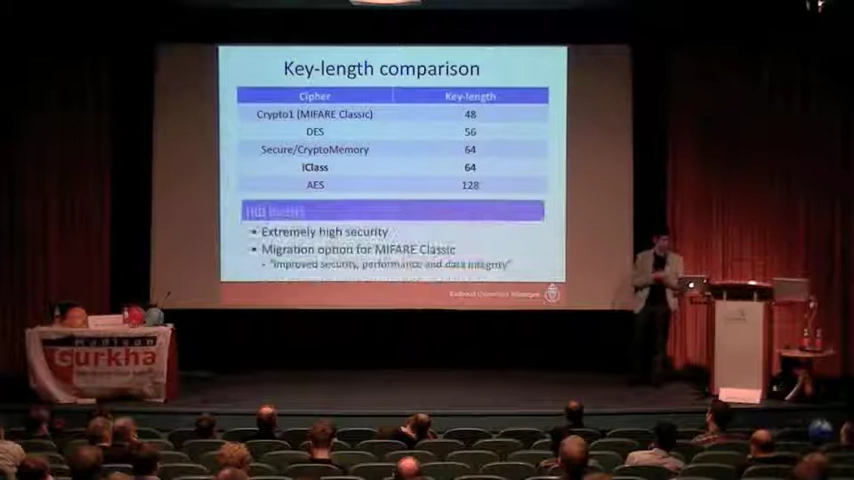 Key-length comparison
Cipher Key-length
Crypto1 (MIFARE Classic) 48
DES 56
Secure/CryptoMemory 64
iClass 64
AES 128
• Extremely high security
• Migration option for MIFARE Classic
- "Improved security, performance and data integrity"
Radboud University Nijmegen
Madison
Gurkha